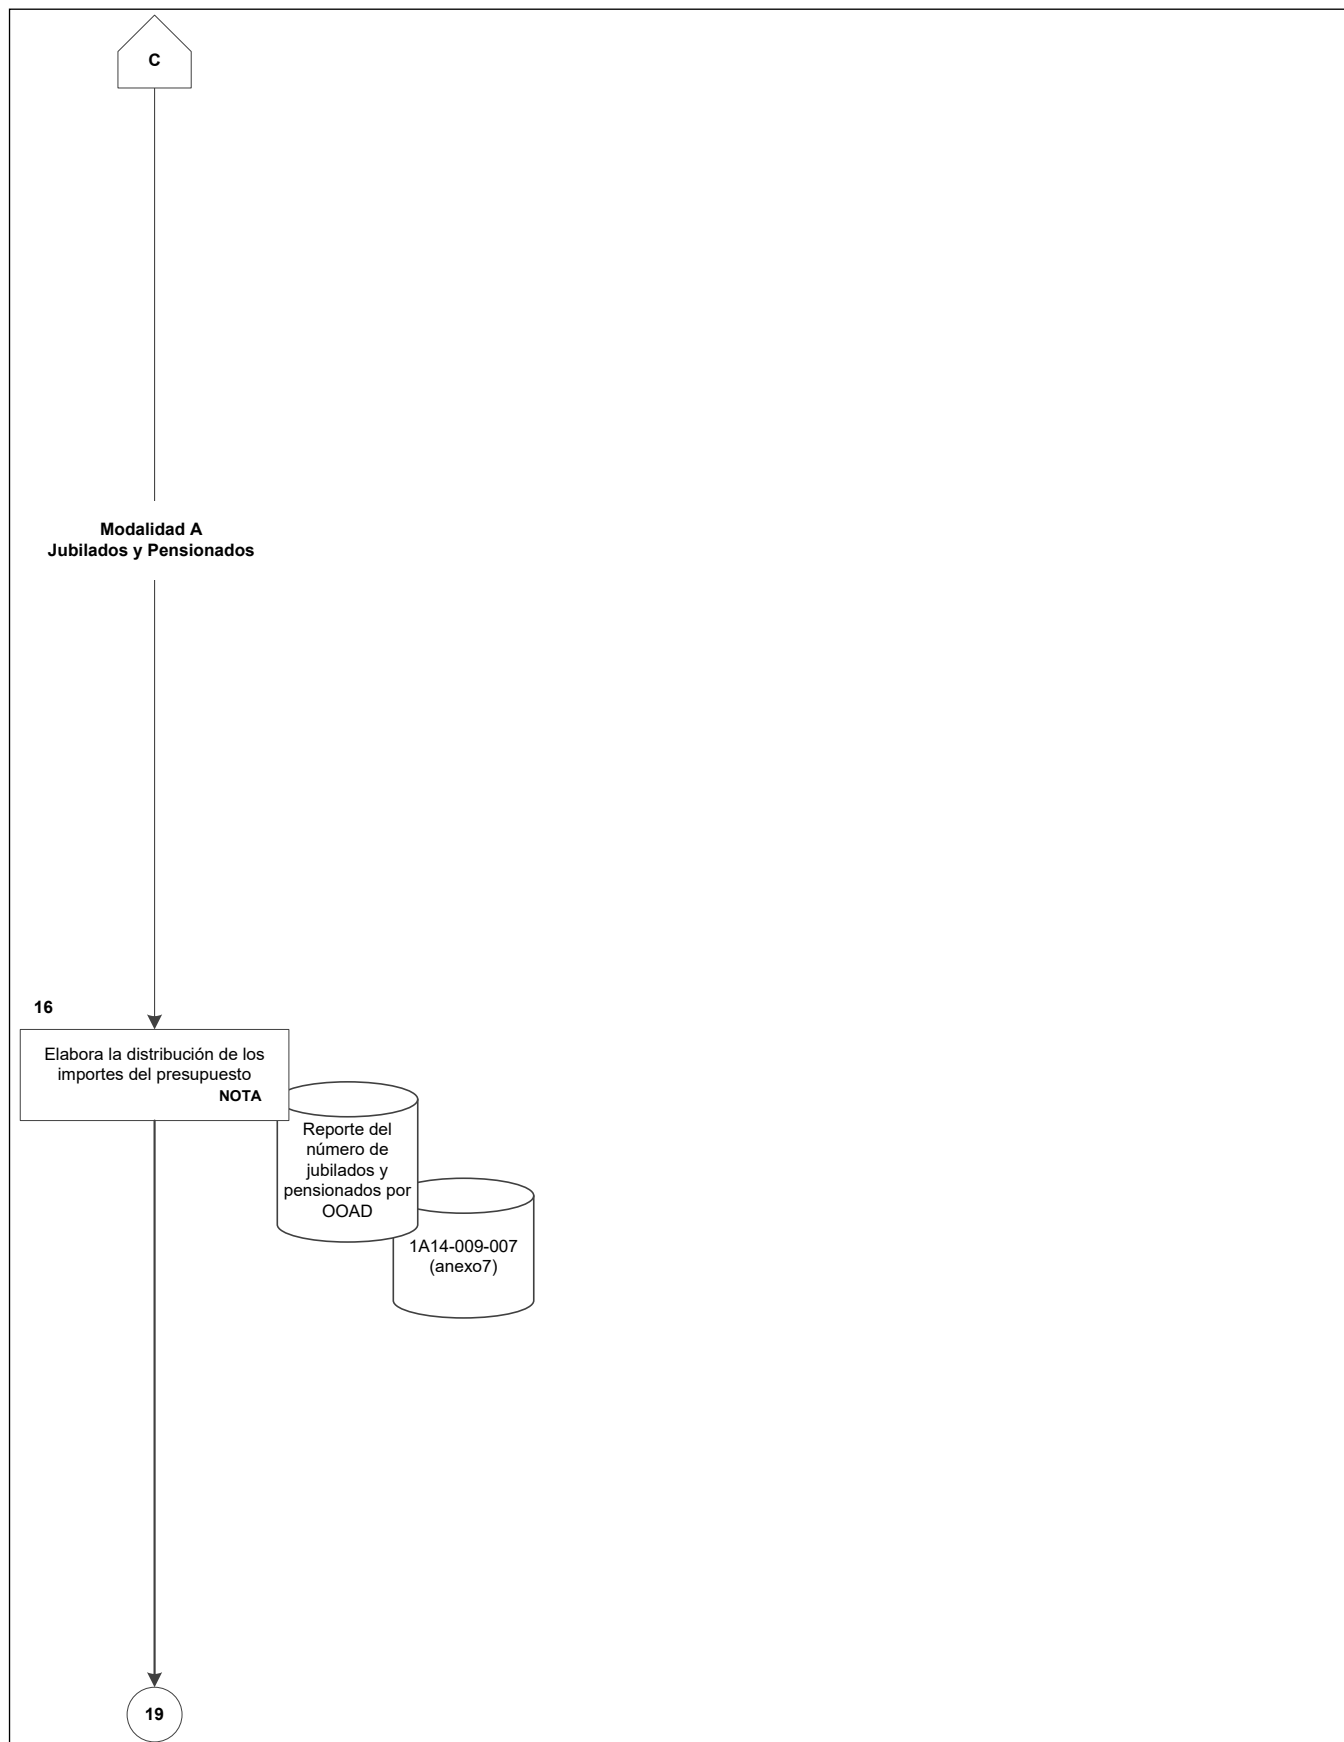 C
Modalidad A
Jubilados y Pensionados
16
Elabora la distribución de los
importes del presupuesto
NOTA
Reporte del
número de
jubilados y
pensionados por
OOAD
1A14-009-007
(anexo7)
19